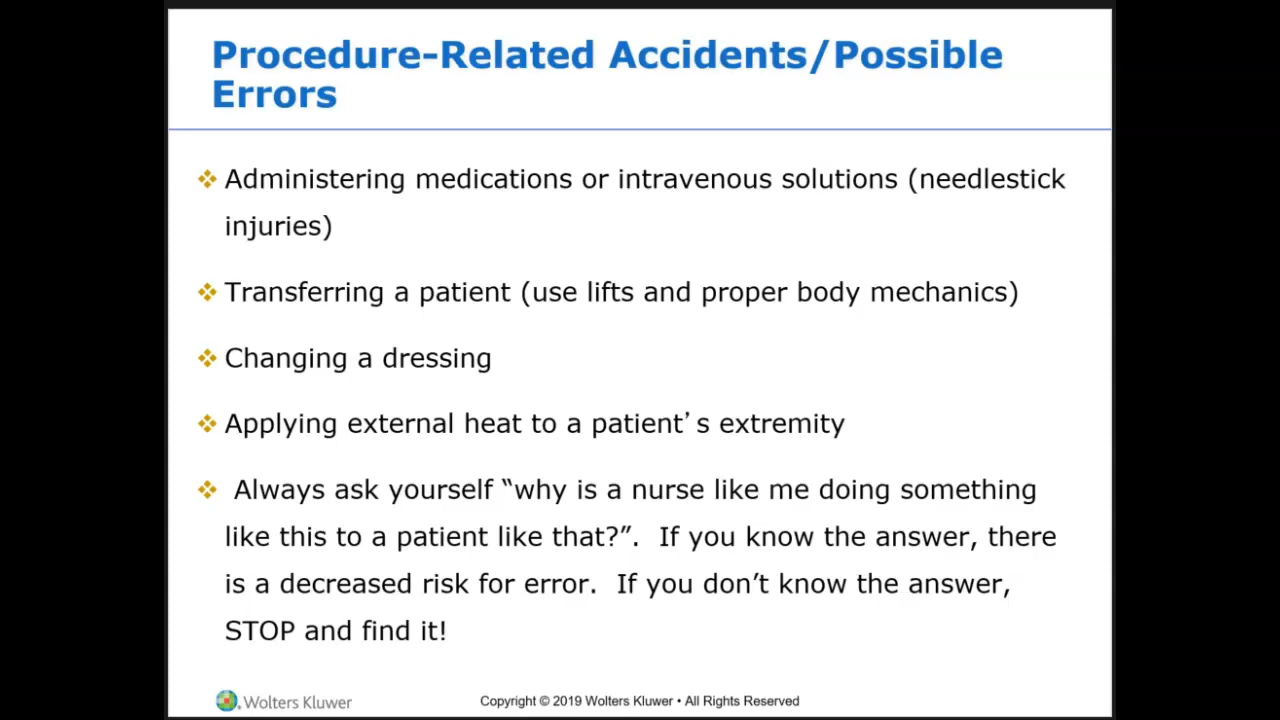 Procedure-Related Accidents/Possible
Errors
Administering medications or intravenous solutions (needlestick
injuries)
Transferring a patient (use lifts and proper body mechanics)
Changing a dressing
Applying external heat to a patient’s extremity
Always ask yourself “why is a nurse like me doing something
like this to a patient like that?”.  If you know the answer, there
is a decreased risk for error.  If you don’t know the answer,
STOP and find it!
Wolters Kluwer
Copyright © 2019 Wolters Kluwer • All Rights Reserved